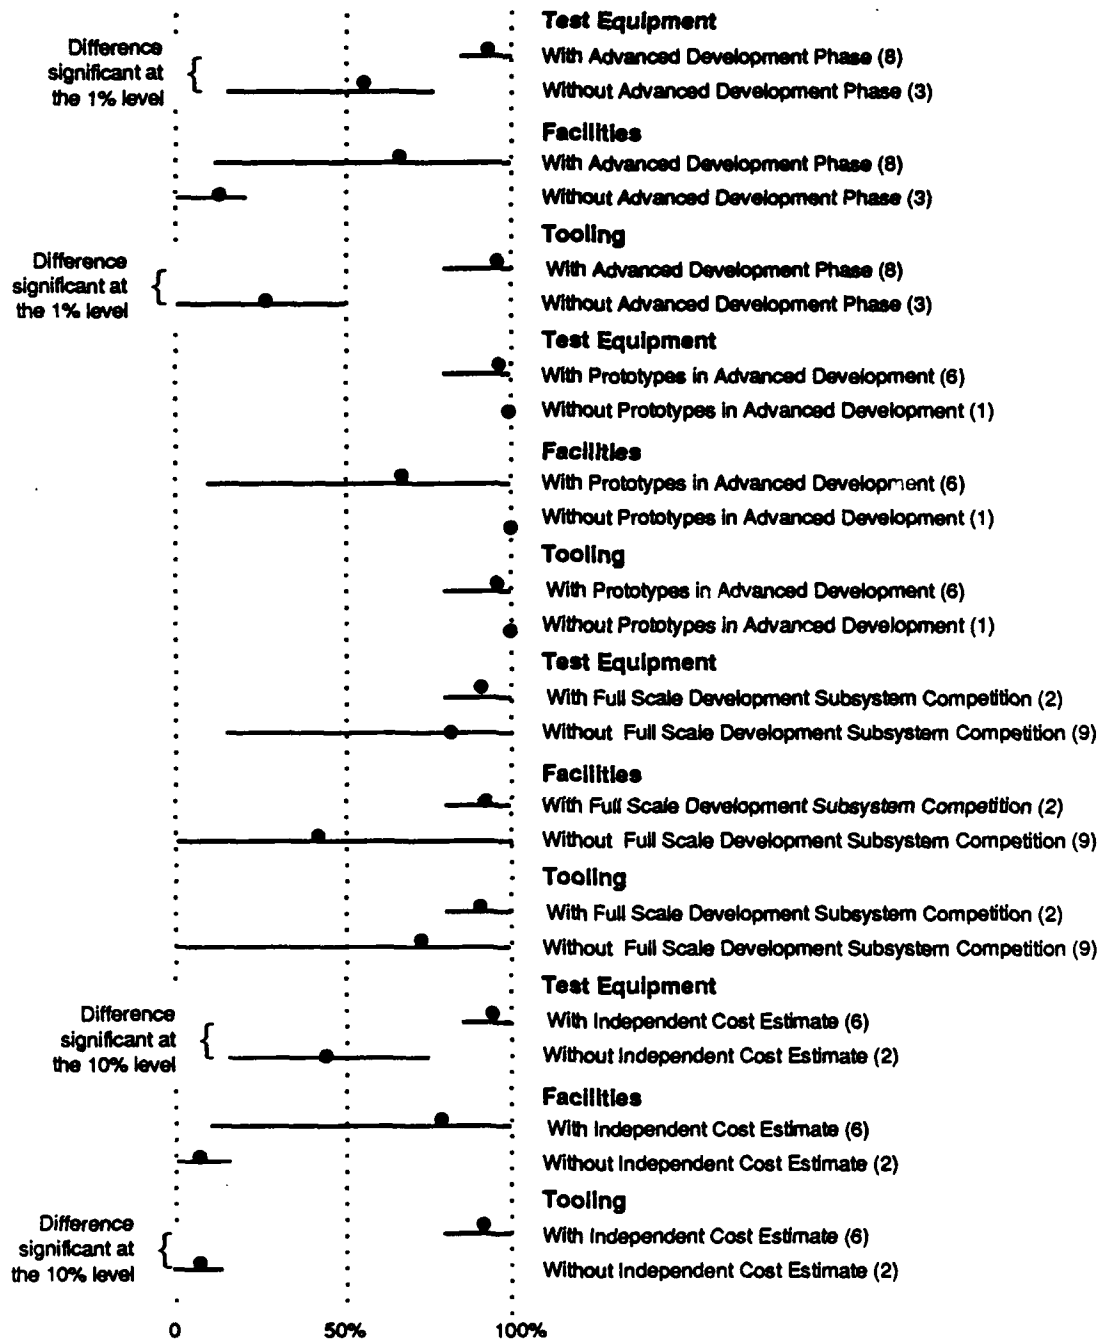 Test Equipment
Difference
significant at
the 1% level
With Advanced Development Phase (8)
Without Advanced Development Phase (3)
Facilities
With Advanced Development Phase (8)
Without Advanced Development Phase (3)
Tooling
Difference
significant at
the 1% level
With Advanced Development Phase (8)
Without Advanced Development Phase (3)
Test Equipment
With Prototypes in Advanced Development (6)
Without Prototypes in Advanced Development (1)
Facilities
With Prototypes in Advanced Development (6)
Without Prototypes in Advanced Development (1)
Tooling
With Prototypes in Advanced Development (6)
Without Prototypes in Advanced Development (1)
Test Equipment
With Full Scale Development Subsystem Competition (2)
Without Full Scale Development Subsystem Competition (9)
Facilities
With Full Scale Development Subsystem Competition (2)
Without Full Scale Development Subsystem Competition (9)
Tooling
With Full Scale Development Subsystem Competition (2)
Without Full Scale Development Subsystem Competition (9)
Test Equipment
Difference
significant at
the 10% level
With Independent Cost Estimate (6)
Without Independent Cost Estimate (2)
Facilities
With Independent Cost Estimate (6)
Without Independent Cost Estimate (2)
Tooling
Difference
significant at
the 10% level
With Independent Cost Estimate (6)
Without Independent Cost Estimate (2)
0 50% 100%